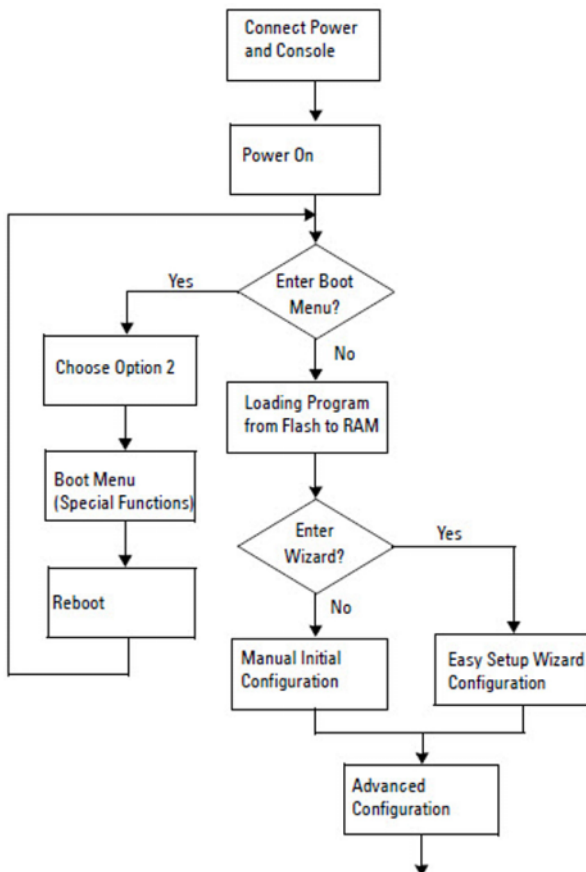 Connect Power
and Console
Power On
Enter Boot
Menu?
Yes
No
Choose Option 2
Loading Program
from Flash to RAM
Boot Menu
(Special Functions)
Enter
Wizard?
Yes
No
Reboot
Manual Initial
Configuration
Easy Setup Wizard
Configuration
Advanced
Configuration